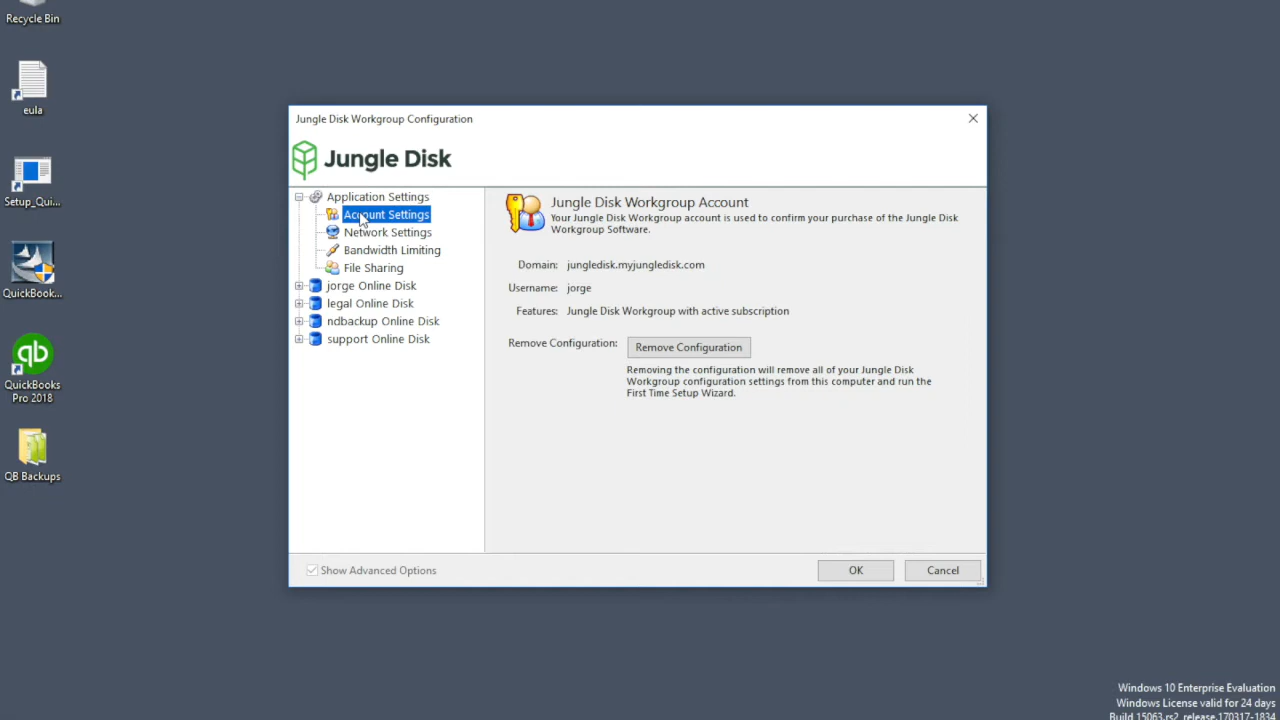 Recycle Bin
eula
Setup_Qui...
QuickBook...
qb
QuickBooks
Pro 2018
QB Backups
Jungle Disk Workgroup Configuration
Jungle Disk
Application Settings
Account Settings
Network Settings
Bandwidth Limiting
File Sharing
jorge Online Disk
legal Online Disk
ndbackup Online Disk
support Online Disk
Jungle Disk Workgroup Account
Your Jungle Disk Workgroup account is used to confirm your purchase of the Jungle Disk
Workgroup Software.
Domain: jungledisk.myjungledisk.com
Username: jorge
Features: Jungle Disk Workgroup with active subscription
Remove Configuration: Remove Configuration
Removing the configuration will remove all of your Jungle Disk
Workgroup configuration settings from this computer and run the
First Time Setup Wizard.
Show Advanced Options
OK
Cancel
Windows 10 Enterprise Evaluation
Windows License valid for 24 days
Build 15063.rs2_release.170317-1834